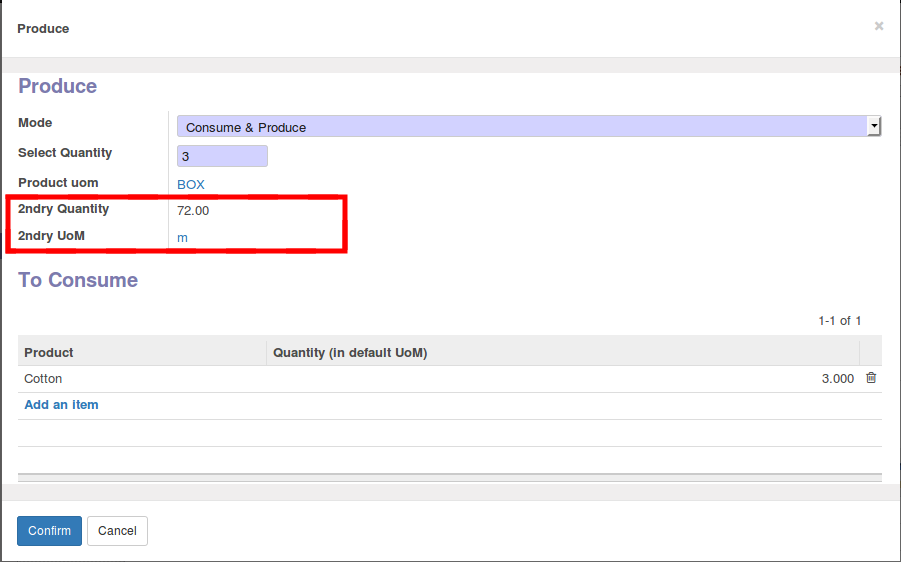 Produce
×
Produce
Mode
Consume & Produce
Select Quantity
3
Product uom
BOX
2ndry Quantity
72.00
2ndry UoM
m
To Consume
1-1 of 1
Product
Quantity (in default UoM)
Cotton
3.000
Add an item
Confirm
Cancel